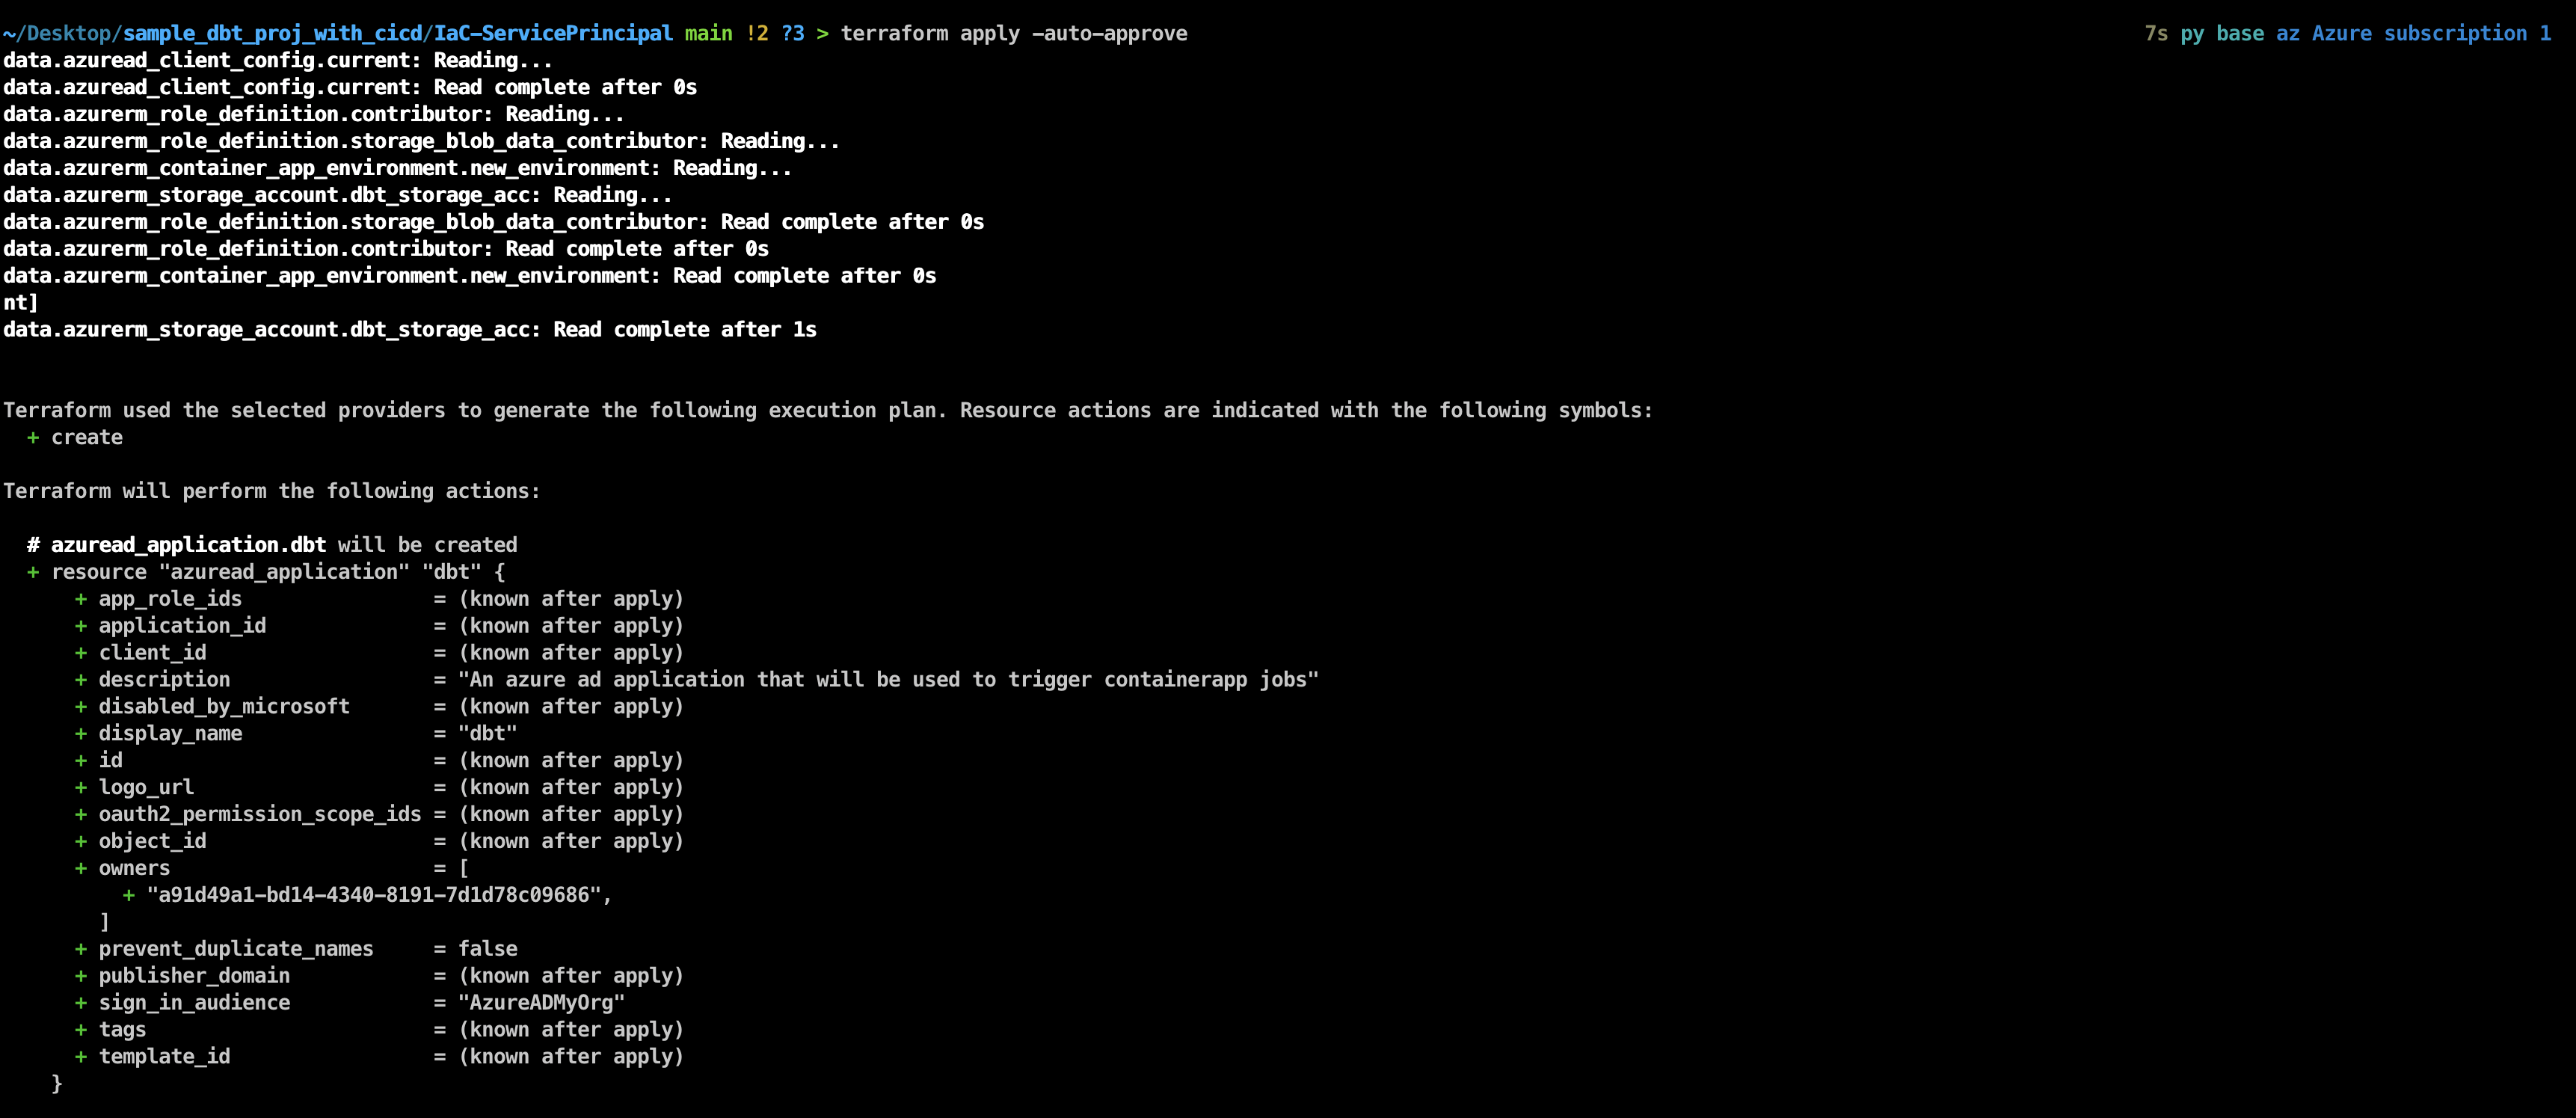 ~/Desktop/sample_dbt_proj_with_cicd/IaC-ServicePrincipal main !2 ?3 > terraform apply -auto-approve 7s py base az Azure subscription 1
data.azuread_client_config.current: Reading...
data.azuread_client_config.current: Read complete after 0s
data.azurerm_role_definition.contributor: Reading...
data.azurerm_role_definition.storage_blob_data_contributor: Reading...
data.azurerm_container_app_environment.new_environment: Reading...
data.azurerm_storage_account.dbt_storage_acc: Reading...
data.azurerm_role_definition.storage_blob_data_contributor: Read complete after 0s
data.azurerm_role_definition.contributor: Read complete after 0s
data.azurerm_container_app_environment.new_environment: Read complete after 0s
nt]
data.azurerm_storage_account.dbt_storage_acc: Read complete after 1s
Terraform used the selected providers to generate the following execution plan. Resource actions are indicated with the following symbols:
+ create
Terraform will perform the following actions:
# azuread_application.dbt will be created
+ resource "azuread_application" "dbt" {
+ app_role_ids = (known after apply)
+ application_id = (known after apply)
+ client_id = (known after apply)
+ description = "An azure ad application that will be used to trigger containerapp jobs"
+ disabled_by_microsoft = (known after apply)
+ display_name = "dbt"
+ id = (known after apply)
+ logo_url = (known after apply)
+ oauth2_permission_scope_ids = (known after apply)
+ object_id = (known after apply)
+ owners = [
+ "a91d49a1-bd14-4340-8191-7d1d78c09686",
]
+ prevent_duplicate_names = false
+ publisher_domain = (known after apply)
+ sign_in_audience = "AzureADMyOrg"
+ tags = (known after apply)
+ template_id = (known after apply)
}